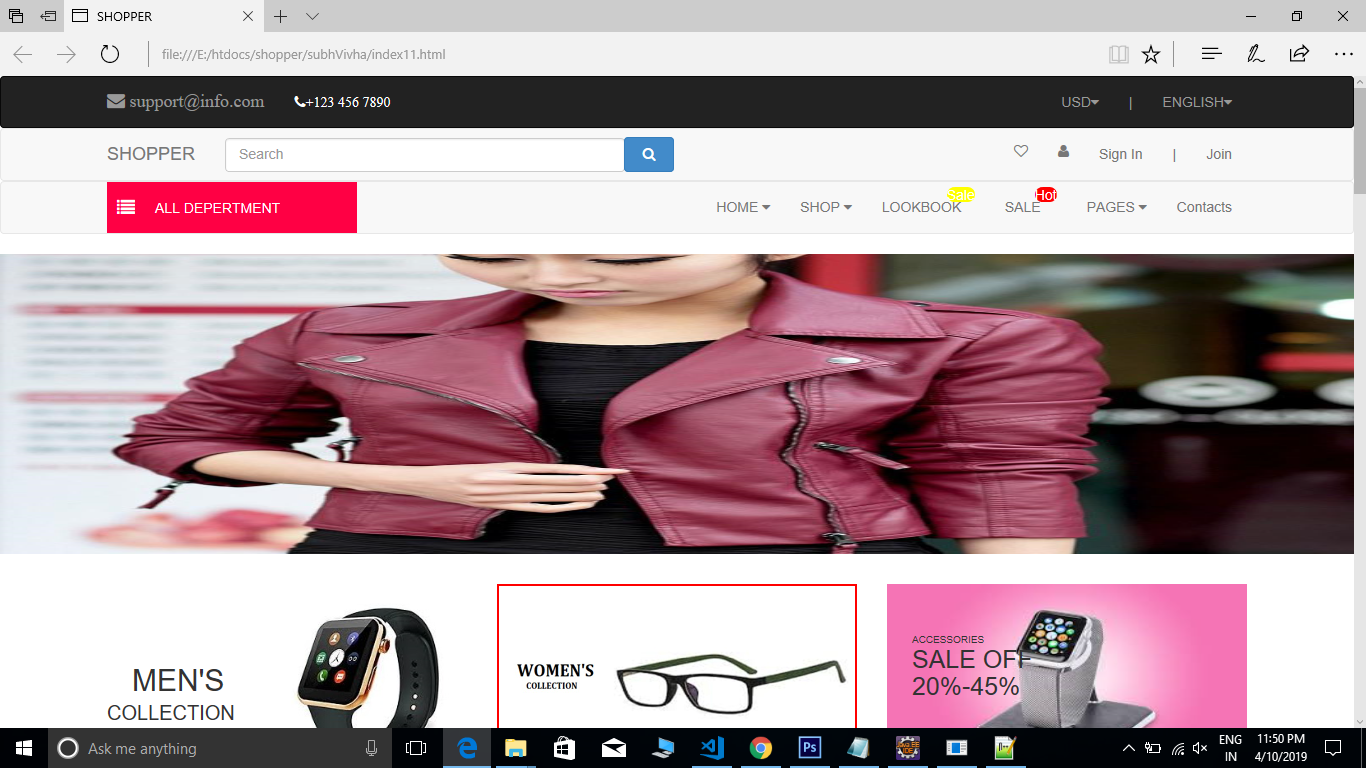 SHOPPER
file:///E:/htdocs/shopper/subhVivha/index11.html
support@info.com +123 456 7890 USD | ENGLISH
SHOPPER Search Sign In | Join
Sale Hot
ALL DEPERTMENT HOME SHOP LOOKBOOK SALE PAGES Contacts
MEN'S
COLLECTION
WOMEN'S
COLLECTION
ACCESSORIES
SALE OFF
20%-45%
Ask me anything
ENG
IN
11:50 PM
4/10/2019